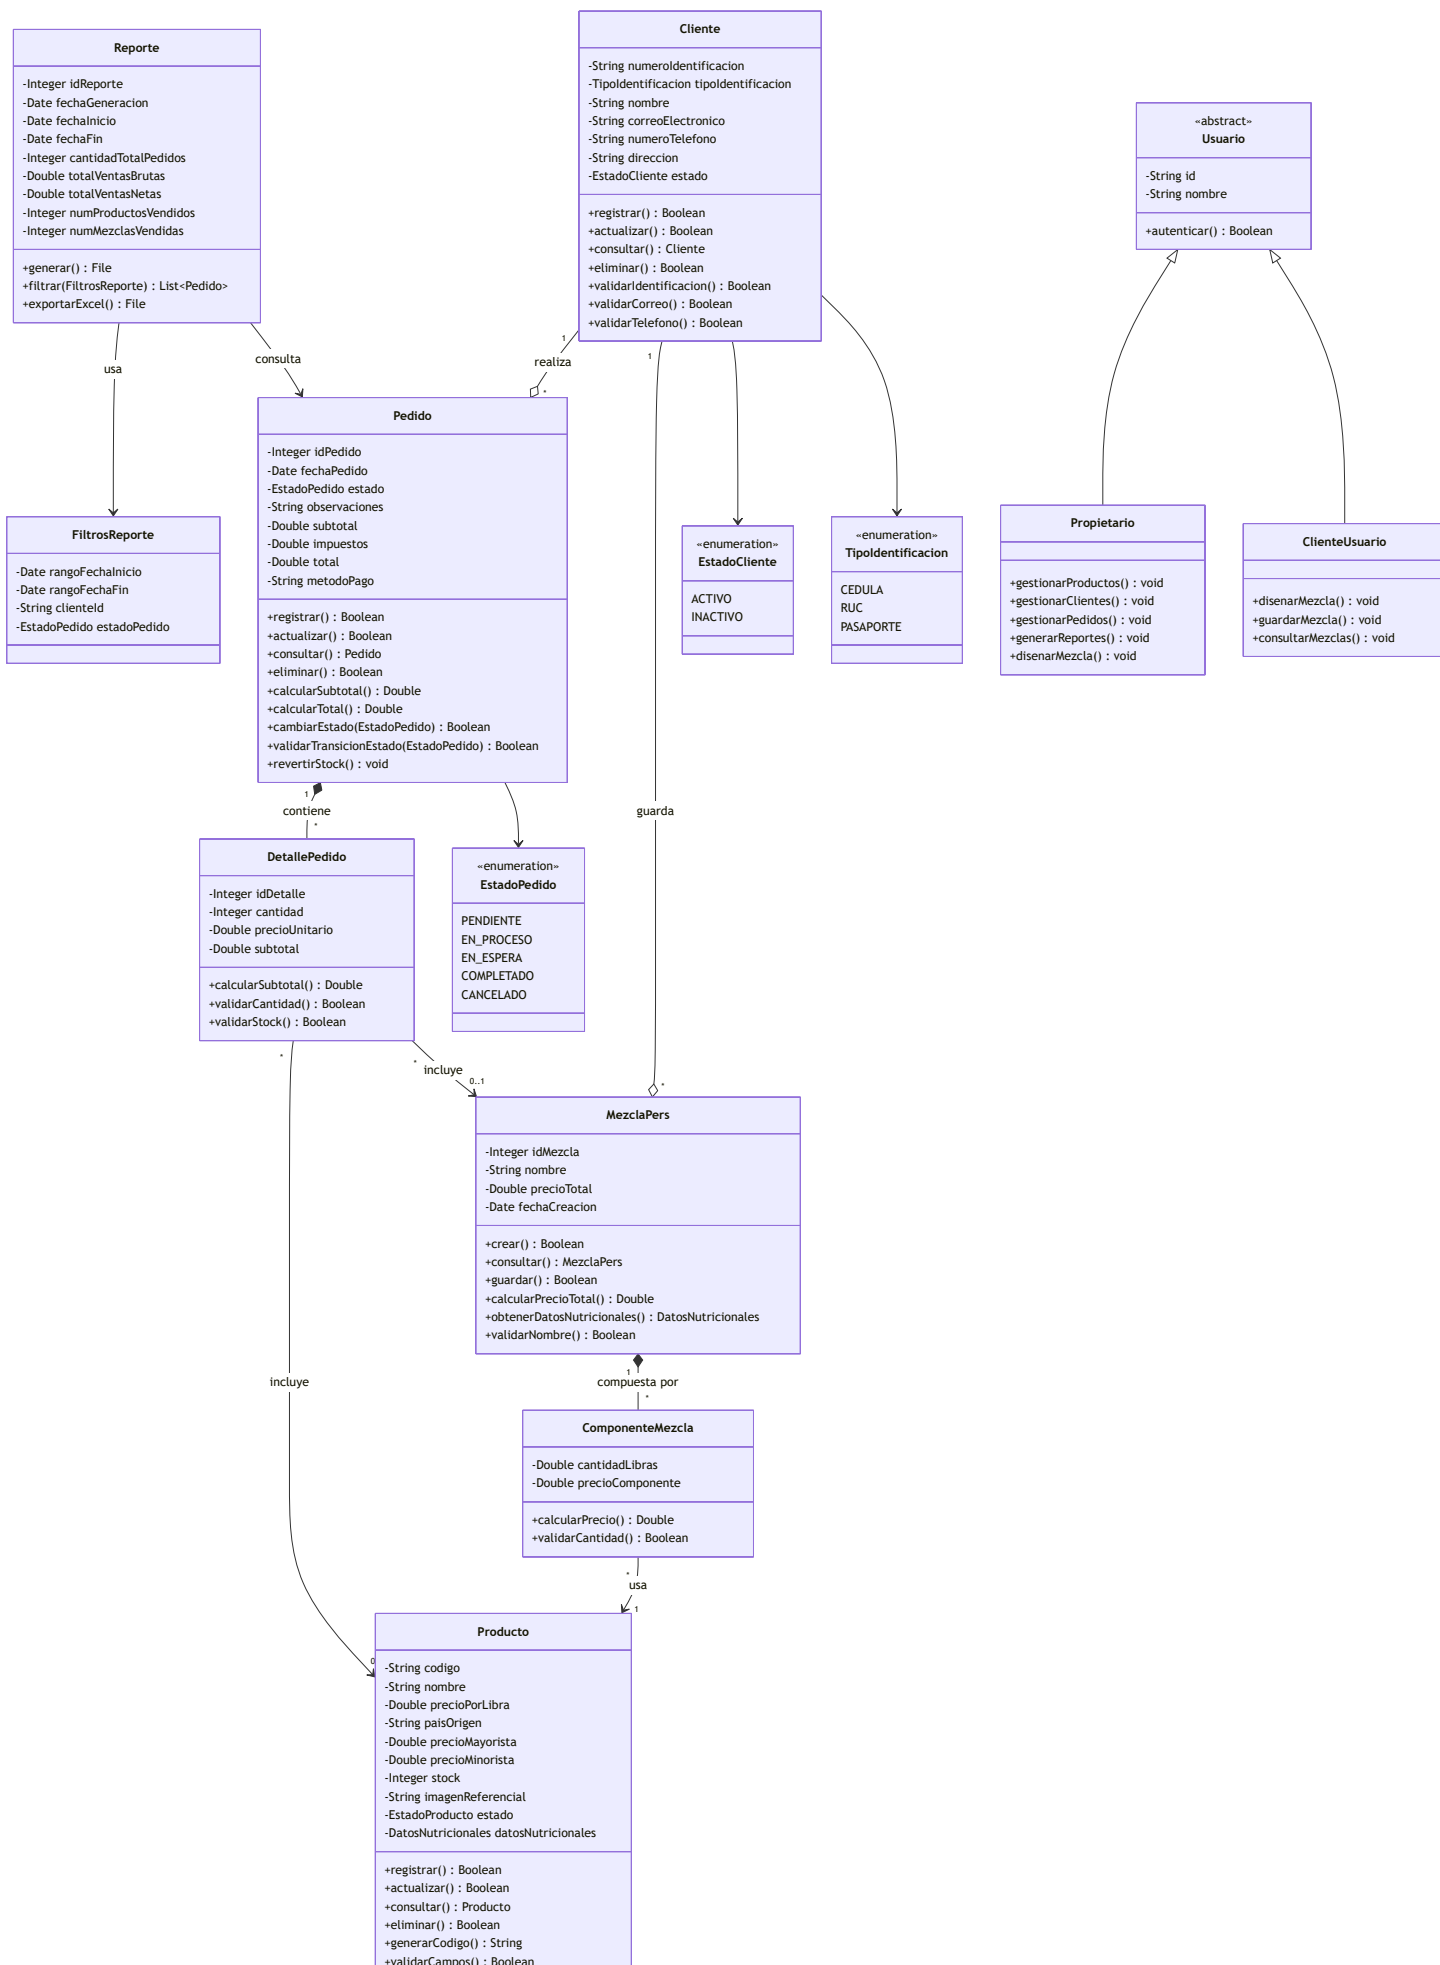 Reporte
-Integer idReporte
-Date fechaGeneracion
-Date fechaInicio
-Date fechaFin
-Integer cantidadTotalPedidos
-Double totalVentasBrutas
-Double totalVentasNetas
-Integer numProductosVendidos
-Integer numMezclasVendidas
+generar() : File
+filtrar(FiltrosReporte) : List<Pedido>
+exportarExcel() : File
Cliente
-String numeroIdentificacion
-TipoIdentificacion tipoIdentificacion
-String nombre
-String correoElectronico
-String numeroTelefono
-String direccion
-EstadoCliente estado
+registrar() : Boolean
+actualizar() : Boolean
+consultar() : Cliente
+eliminar() : Boolean
+validarIdentificacion() : Boolean
+validarCorreo() : Boolean
+validarTelefono() : Boolean
«abstract»
Usuario
-String id
-String nombre
+autenticar() : Boolean
usa
consulta
1
realiza
*
1
Pedido
-Integer idPedido
-Date fechaPedido
-EstadoPedido estado
-String observaciones
-Double subtotal
-Double impuestos
-Double total
-String metodoPago
+registrar() : Boolean
+actualizar() : Boolean
+consultar() : Pedido
+eliminar() : Boolean
+calcularSubtotal() : Double
+calcularTotal() : Double
+cambiarEstado(EstadoPedido) : Boolean
+validarTransicionEstado(EstadoPedido) : Boolean
+revertirStock() : void
FiltrosReporte
-Date rangoFechaInicio
-Date rangoFechaFin
-String clienteId
-EstadoPedido estadoPedido
«enumeration»
EstadoCliente
ACTIVO
INACTIVO
«enumeration»
TipoIdentificacion
CEDULA
RUC
PASAPORTE
Propietario
+gestionarProductos() : void
+gestionarClientes() : void
+gestionarPedidos() : void
+generarReportes() : void
+disenarMezcla() : void
ClienteUsuario
+disenarMezcla() : void
+guardarMezcla() : void
+consultarMezclas() : void
1
contiene
*
guarda
DetallePedido
-Integer idDetalle
-Integer cantidad
-Double precioUnitario
-Double subtotal
+calcularSubtotal() : Double
+validarCantidad() : Boolean
+validarStock() : Boolean
«enumeration»
EstadoPedido
PENDIENTE
EN_PROCESO
EN_ESPERA
COMPLETADO
CANCELADO
*
* incluye
0..1
*
MezclaPers
-Integer idMezcla
-String nombre
-Double precioTotal
-Date fechaCreacion
+crear() : Boolean
+consultar() : MezclaPers
+guardar() : Boolean
+calcularPrecioTotal() : Double
+obtenerDatosNutricionales() : DatosNutricionales
+validarNombre() : Boolean
incluye
1
compuesta por
*
ComponenteMezcla
-Double cantidadLibras
-Double precioComponente
+calcularPrecio() : Double
+validarCantidad() : Boolean
*
usa
1
0
Producto
-String codigo
-String nombre
-Double precioPorLibra
-String paisOrigen
-Double precioMayorista
-Double precioMinorista
-Integer stock
-String imagenReferencial
-EstadoProducto estado
-DatosNutricionales datosNutricionales
+registrar() : Boolean
+actualizar() : Boolean
+consultar() : Producto
+eliminar() : Boolean
+generarCodigo() : String
+validarCampos() : Boolean